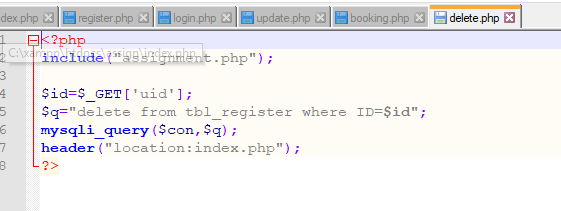 dex.php register.php login.php update.php booking.php delete.php
1 <?php
2 include("assignment.php");
C:\xampp\htdocs\assign\index.php
3
4 $id=$_GET['uid'];
5 $q="delete from tbl_register where ID=$id";
6 mysqli_query($con,$q);
7 header("location:index.php");
8 ?>